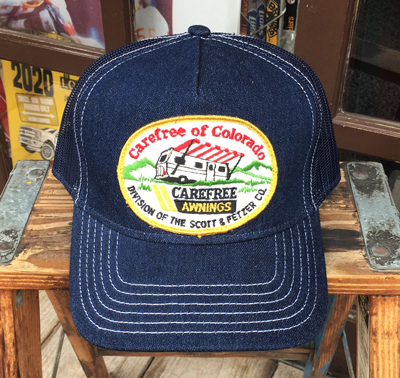 Carefree of Colorado
CAREFREE
AWNINGS
DIVISION OF THE SCOTT & FETZER CO.
2020